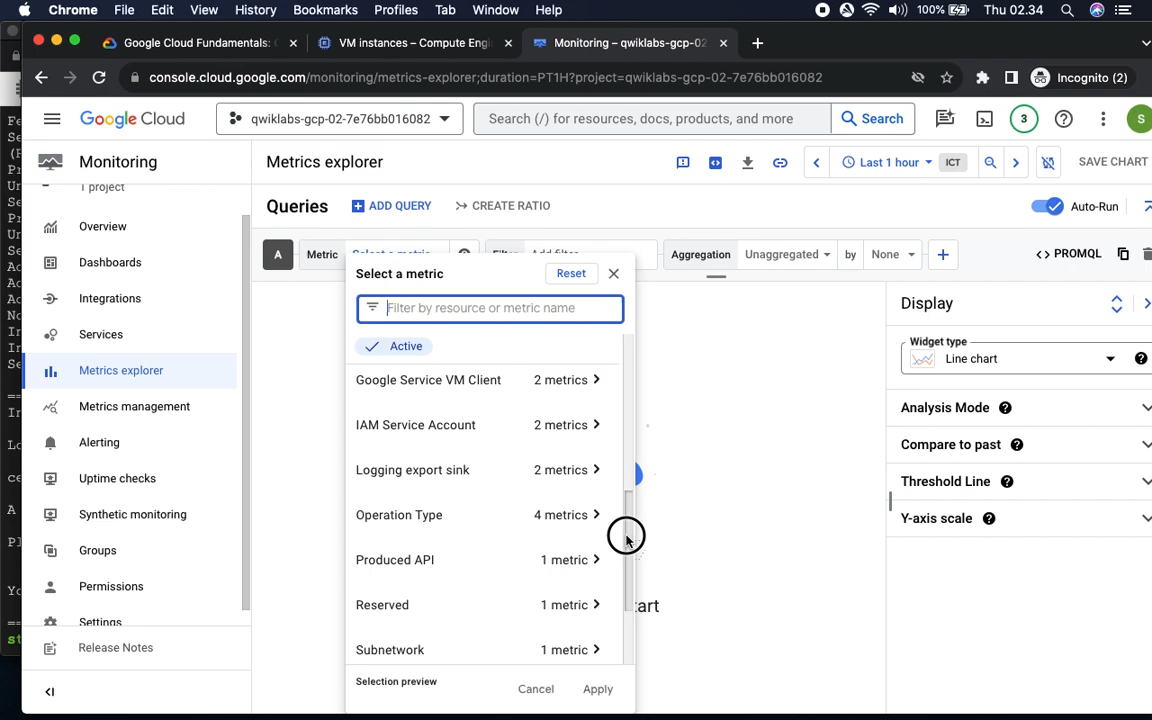 Chrome File Edit View History Bookmarks Profiles Tab Window Help 100% Thu 02.34
Google Cloud Fundamentals: VM instances – Compute Engi Monitoring – qwiklabs-gcp-02-
console.cloud.google.com/monitoring/metrics-explorer;duration=PT1H?project=qwiklabs-gcp-02-7e76bb016082 Incognito (2)
Google Cloud qwiklabs-gcp-02-7e76bb016082 Search (/) for resources, docs, products, and more Search 3 S
Monitoring
1 project
Overview
Dashboards
Integrations
Services
Metrics explorer
Metrics management
Alerting
Uptime checks
Synthetic monitoring
Groups
Permissions
Settings
Release Notes
Metrics explorer Last 1 hour ICT SAVE CHART
Queries ADD QUERY CREATE RATIO Auto-Run
A Metric Select a metric Filter Add filter Aggregation Unaggregated by None <> PROMQL
Select a metric Reset
Filter by resource or metric name
Active
Google Service VM Client 2 metrics
IAM Service Account 2 metrics
Logging export sink 2 metrics
Operation Type 4 metrics
Produced API 1 metric
Reserved 1 metric
Subnetwork 1 metric
Selection preview Cancel Apply
tart
Display
Widget type
Line chart
Analysis Mode
Compare to past
Threshold Line
Y-axis scale